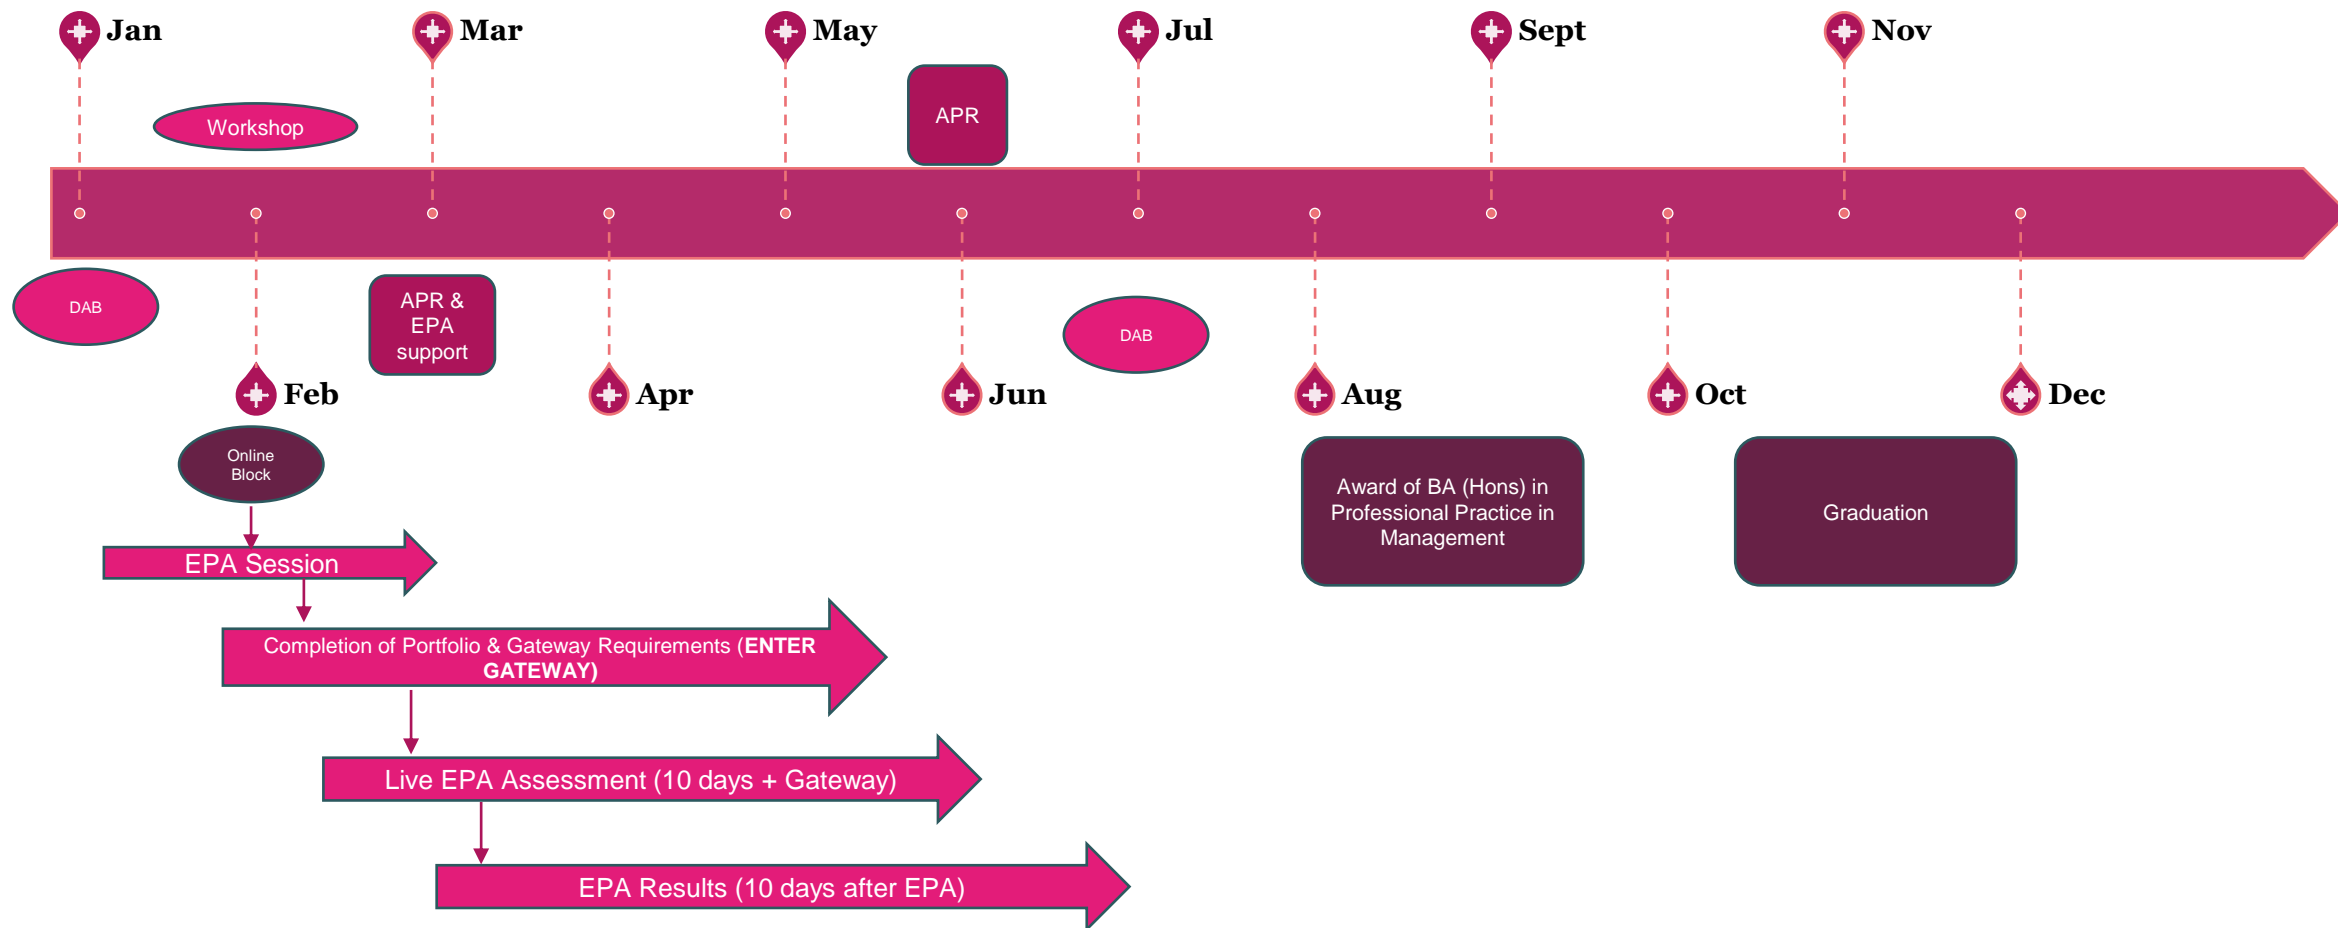 Jan
Mar
May
Jul
Sept
Nov
Workshop
APR
DAB
APR &
EPA
support
DAB
Feb
Apr
Jun
Aug
Oct
Dec
Online
Block
Award of BA (Hons) in
Professional Practice in
Management
Graduation
EPA Session
Completion of Portfolio & Gateway Requirements (ENTER
GATEWAY)
Live EPA Assessment (10 days + Gateway)
EPA Results (10 days after EPA)